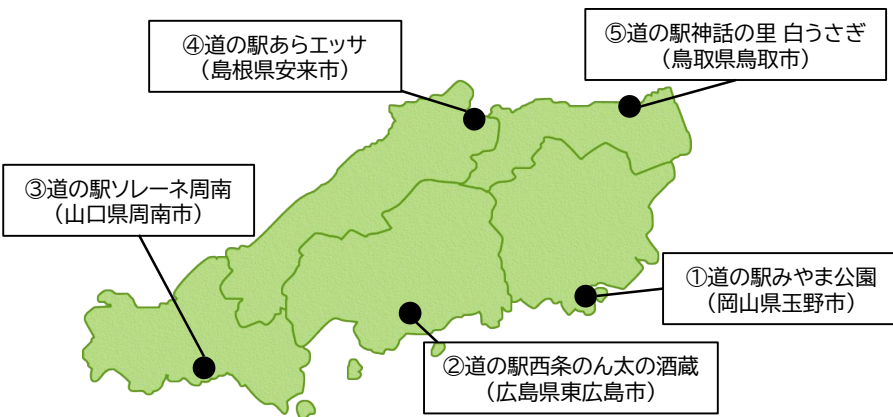 ④道の駅あらエッサ
（島根県安来市）
⑤道の駅神話の里 白うさぎ
（鳥取県鳥取市）
③道の駅ソレーネ周南
（山口県周南市）
①道の駅みやま公園
（岡山県玉野市）
②道の駅西条のん太の酒蔵
（広島県東広島市）